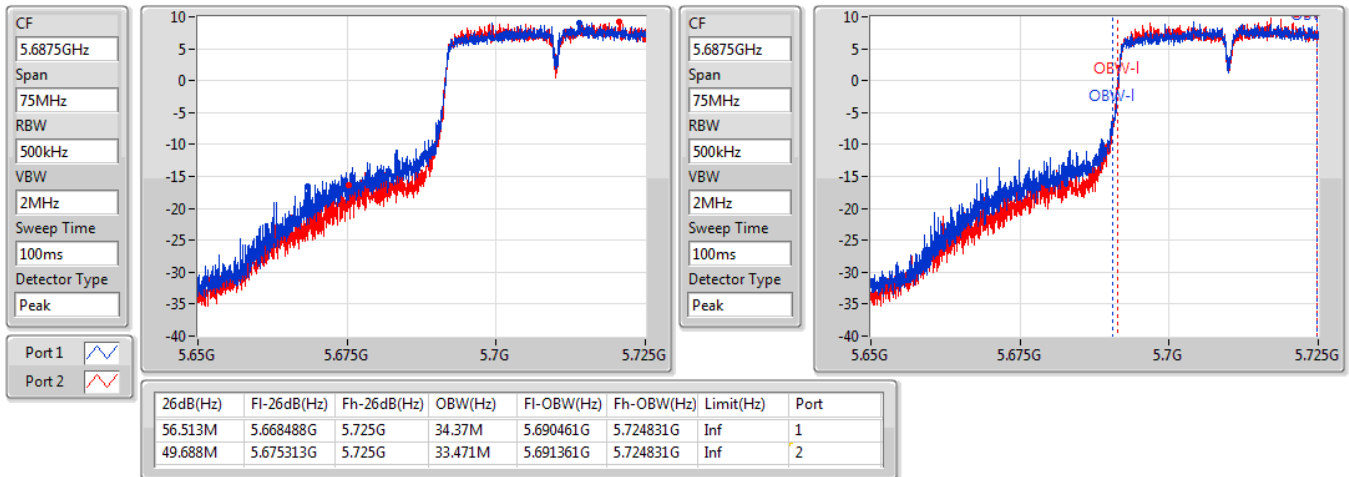 CF
5.6875GHz
Span
75MHz
RBW
500kHz
VBW
2MHz
Sweep Time
100ms
Detector Type
Peak
Port 1
Port 2
10
5
0
-5
-10
-15
-20
-25
-30
-35
-40
5.65G 5.675G 5.7G 5.725G
CF
5.6875GHz
Span
75MHz
RBW
500kHz
VBW
2MHz
Sweep Time
100ms
Detector Type
Peak
10
5
0
-5
-10
-15
-20
-25
-30
-35
-40
OBW-l
OBW-l
5.65G 5.675G 5.7G 5.725G
26dB(Hz) Fl-26dB(Hz) Fh-26dB(Hz) OBW(Hz) Fl-OBW(Hz) Fh-OBW(Hz) Limit(Hz) Port
56.513M 5.668488G 5.725G 34.37M 5.690461G 5.724831G Inf 1
49.688M 5.675313G 5.725G 33.471M 5.691361G 5.724831G Inf 2